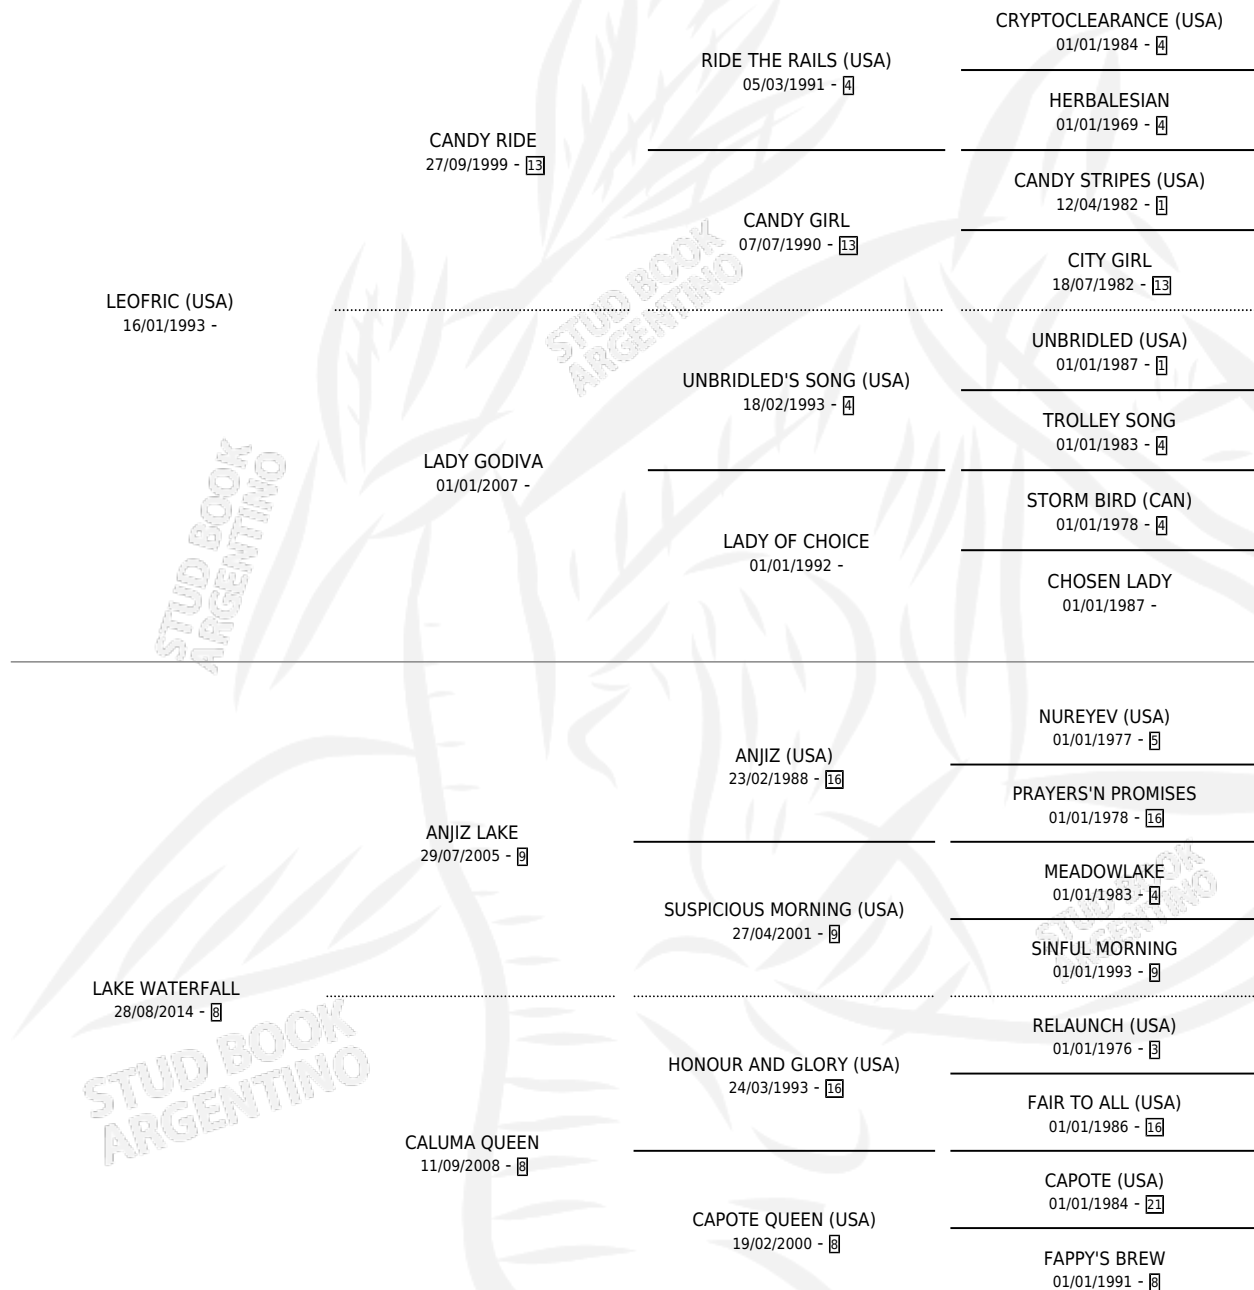 CRYPTOCLEARANCE (USA)
01/01/1984 - 4
RIDE THE RAILS (USA)
05/03/1991 - 4
HERBALESIAN
01/01/1969 - 4
CANDY RIDE
27/09/1999 - 13
CANDY STRIPES (USA)
12/04/1982 - 1
CANDY GIRL
07/07/1990 - 13
CITY GIRL
18/07/1982 - 13
LEOFRIC (USA)
16/01/1993 -
UNBRIDLED (USA)
01/01/1987 - 1
UNBRIDLED'S SONG (USA)
18/02/1993 - 4
TROLLEY SONG
01/01/1983 - 4
LADY GODIVA
01/01/2007 -
STORM BIRD (CAN)
01/01/1978 - 4
LADY OF CHOICE
01/01/1992 -
CHOSEN LADY
01/01/1987 -
NUREYEV (USA)
01/01/1977 - 5
ANJIZ (USA)
23/02/1988 - 16
PRAYERS'N PROMISES
01/01/1978 - 16
ANJIZ LAKE
29/07/2005 - 9
MEADOWLAKE
01/01/1983 - 4
SUSPICIOUS MORNING (USA)
27/04/2001 - 9
SINFUL MORNING
01/01/1993 - 9
LAKE WATERFALL
28/08/2014 - 8
RELAUNCH (USA)
01/01/1976 - 3
HONOUR AND GLORY (USA)
24/03/1993 - 16
FAIR TO ALL (USA)
01/01/1986 - 16
CALUMA QUEEN
11/09/2008 - 8
CAPOTE (USA)
01/01/1984 - 21
CAPOTE QUEEN (USA)
19/02/2000 - 8
FAPPY'S BREW
01/01/1991 - 8
STUD BOOK
ARGENTINO
STUD BOOK
ARGENTINO
STUD BOOK
ARGENTINO
STUD BOOK
ARGENTINO